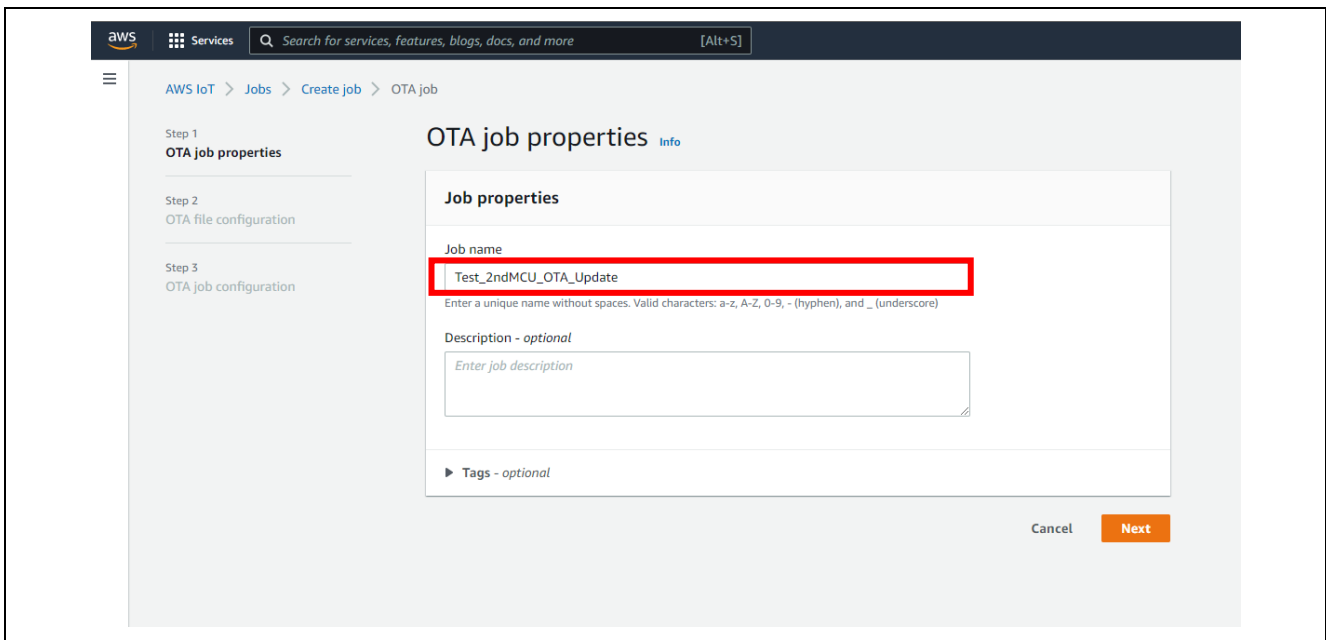 aws Services Search for services, features, blogs, docs, and more [Alt+S]
AWS IoT > Jobs > Create job > OTA job
Step 1
OTA job properties
Step 2
OTA file configuration
Step 3
OTA job configuration
OTA job properties Info
Job properties
Job name
Test_2ndMCU_OTA_Update
Enter a unique name without spaces. Valid characters: a-z, A-Z, 0-9, - (hyphen), and _ (underscore)
Description - optional
Enter job description
Tags - optional
Cancel Next